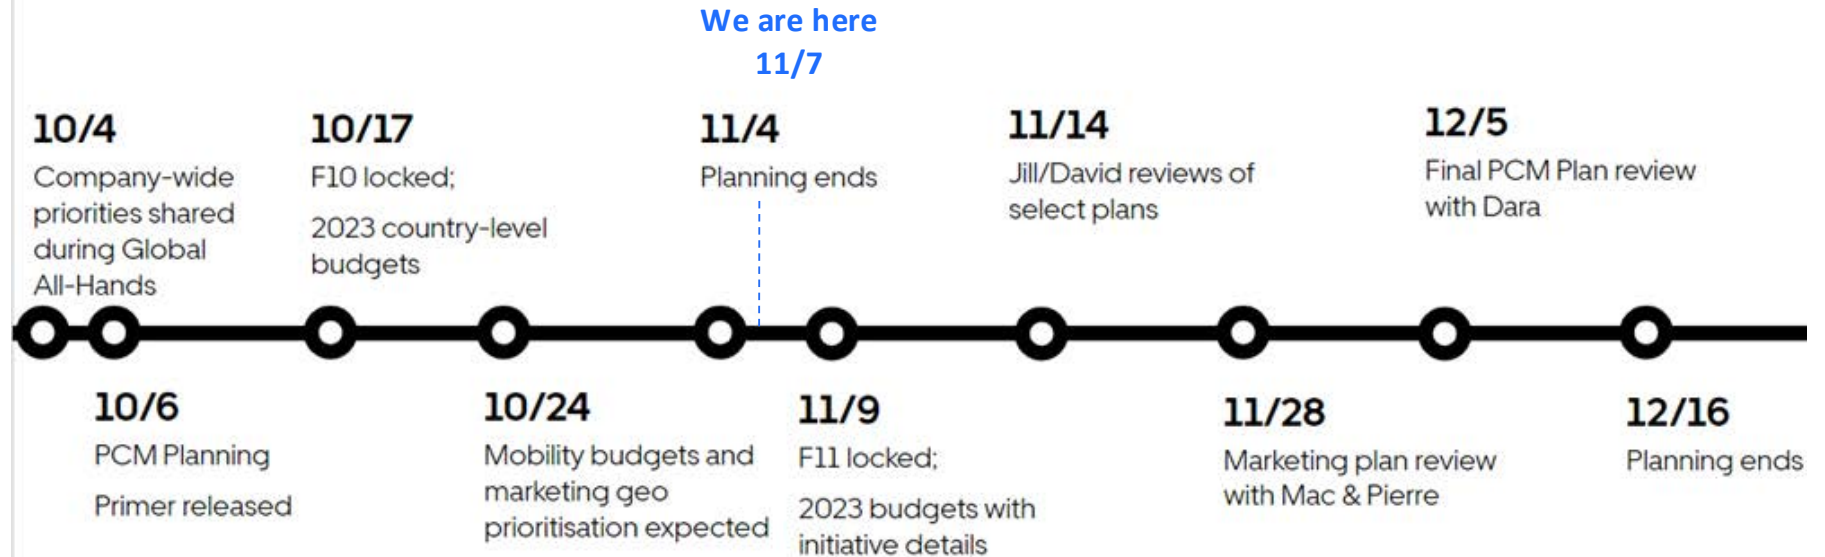 We are here
11/7
10/4
Company-wide
priorities shared
during Global
All-Hands
10/17
F10 locked;
2023 country-level
budgets
11/4
Planning ends
11/14
Jill/David reviews of
select plans
12/5
Final PCM Plan review
with Dara
10/6
PCM Planning
Primer released
10/24
Mobility budgets and
marketing geo
prioritisation expected
11/9
F11 locked;
2023 budgets with
initiative details
11/28
Marketing plan review
with Mac & Pierre
12/16
Planning ends